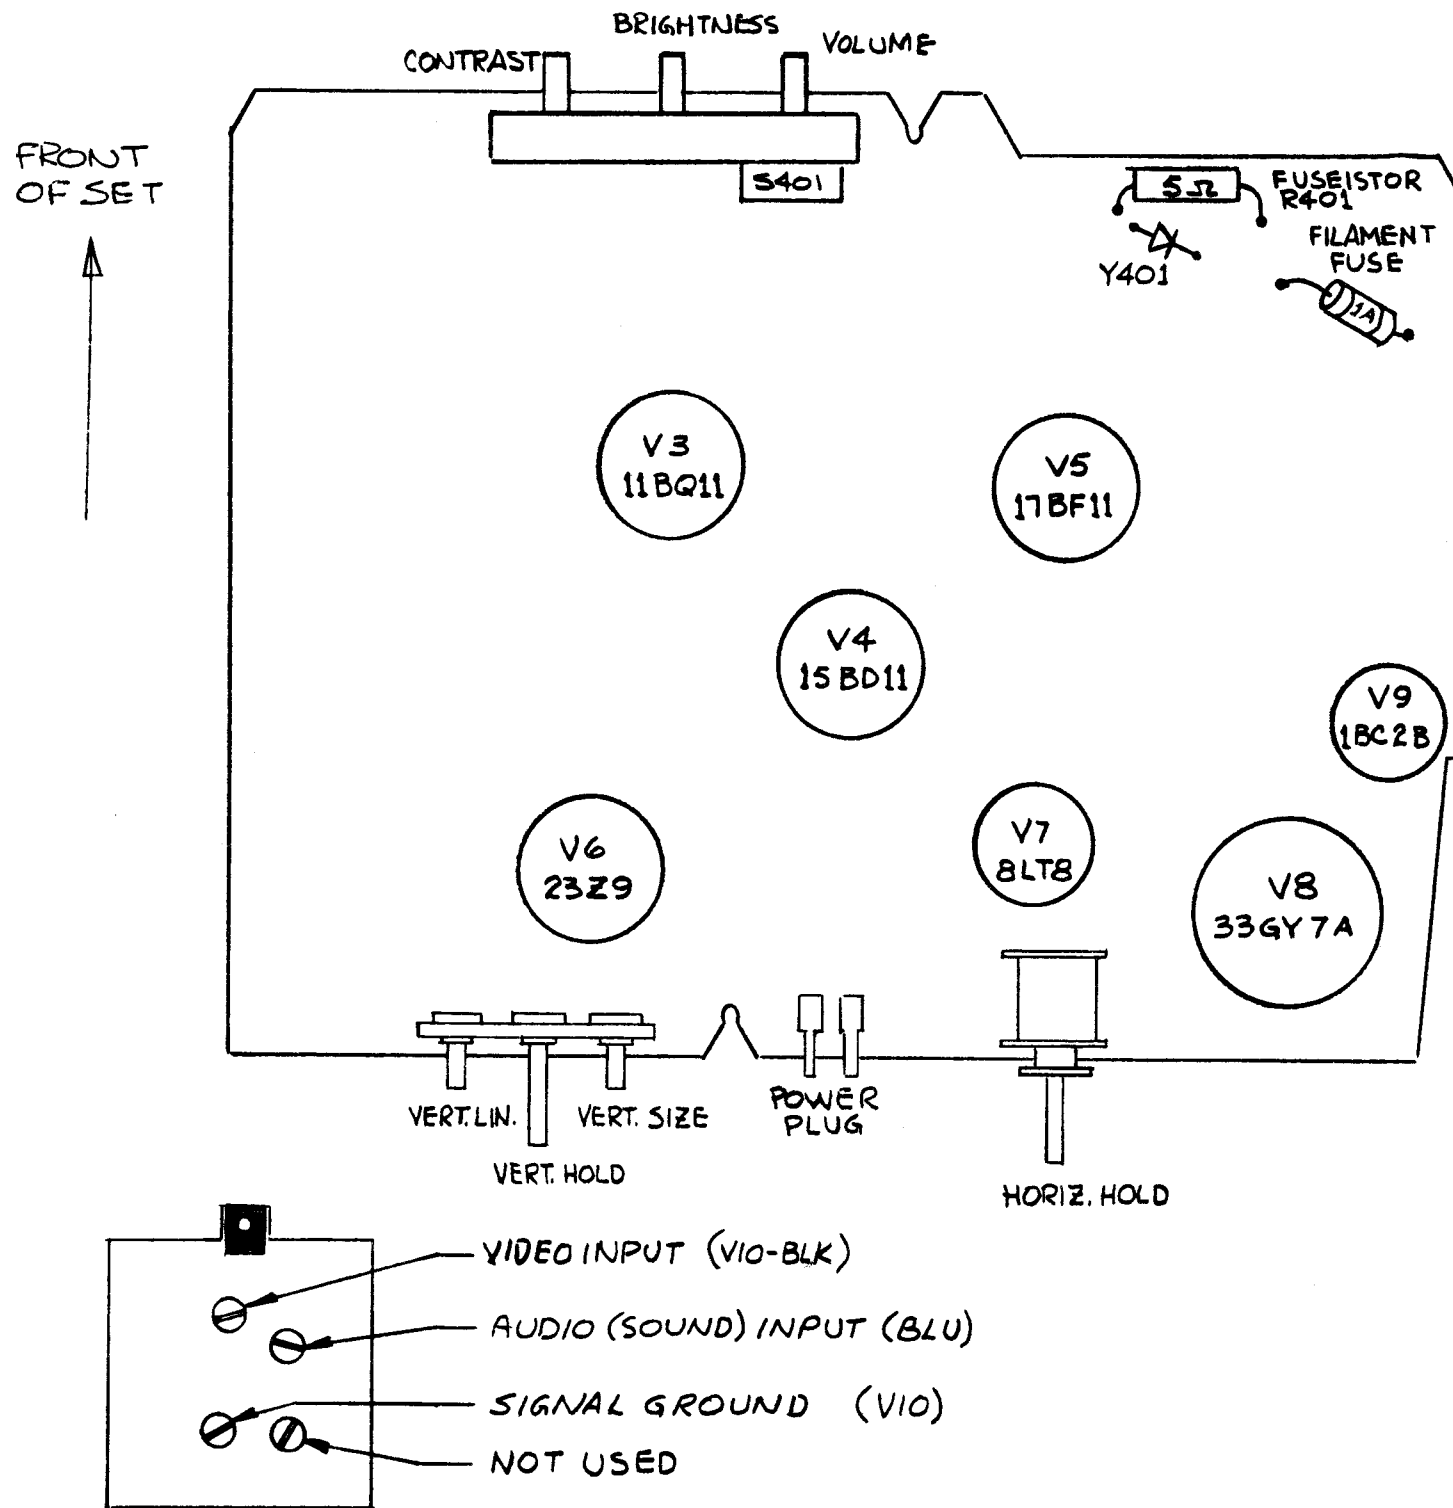 BRIGHTNESS
CONTRAST
VOLUME
FRONT
OF SET
S401
5Ω
FUSEISTOR
R401
Y401
FILAMENT
FUSE
1A
V3
11BQ11
V5
17BF11
V4
15BD11
V9
1BC2B
V6
23Z9
V7
8LT8
V8
33GY7A
VERT. LIN.
VERT. SIZE
POWER
PLUG
VERT. HOLD
HORIZ. HOLD
VIDEO INPUT (VIO-BLK)
AUDIO (SOUND) INPUT (BLU)
SIGNAL GROUND (VIO)
NOT USED